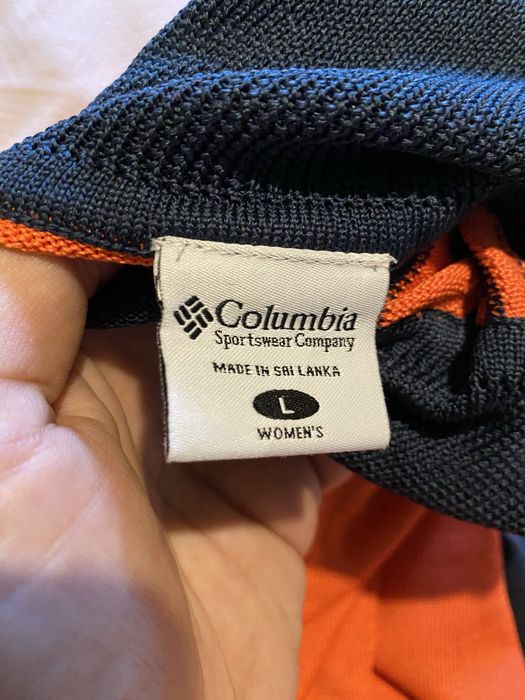 Columbia
Sportswear Company
MADE IN SRI LANKA
L
WOMEN'S